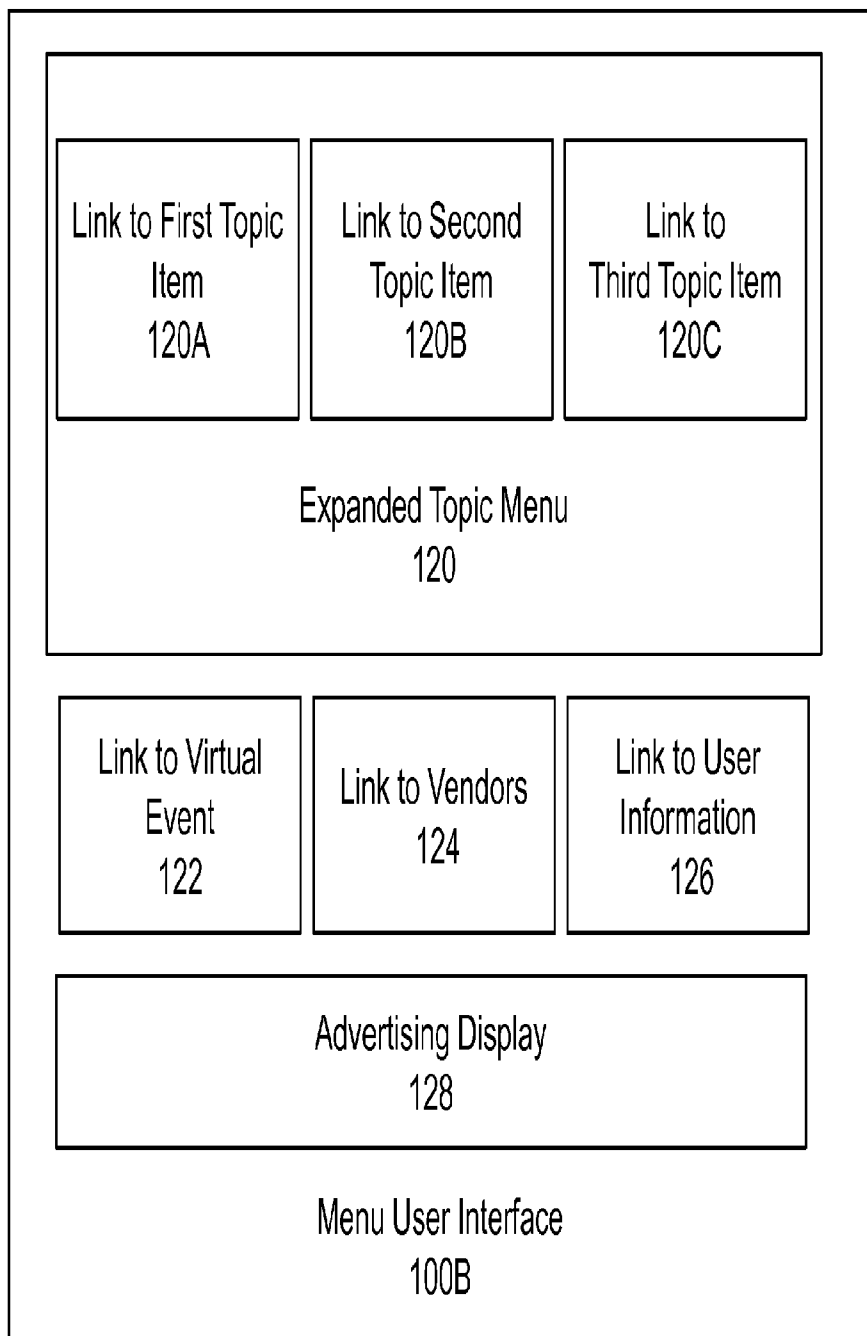 Link to First Topic
Item
120A
Link to Second
Topic Item
120B
Link to
Third Topic Item
120C
Expanded Topic Menu
120
Link to Virtual
Event
122
Link to Vendors
124
Link to User
Information
126
Advertising Display
128
Menu User Interface
100B